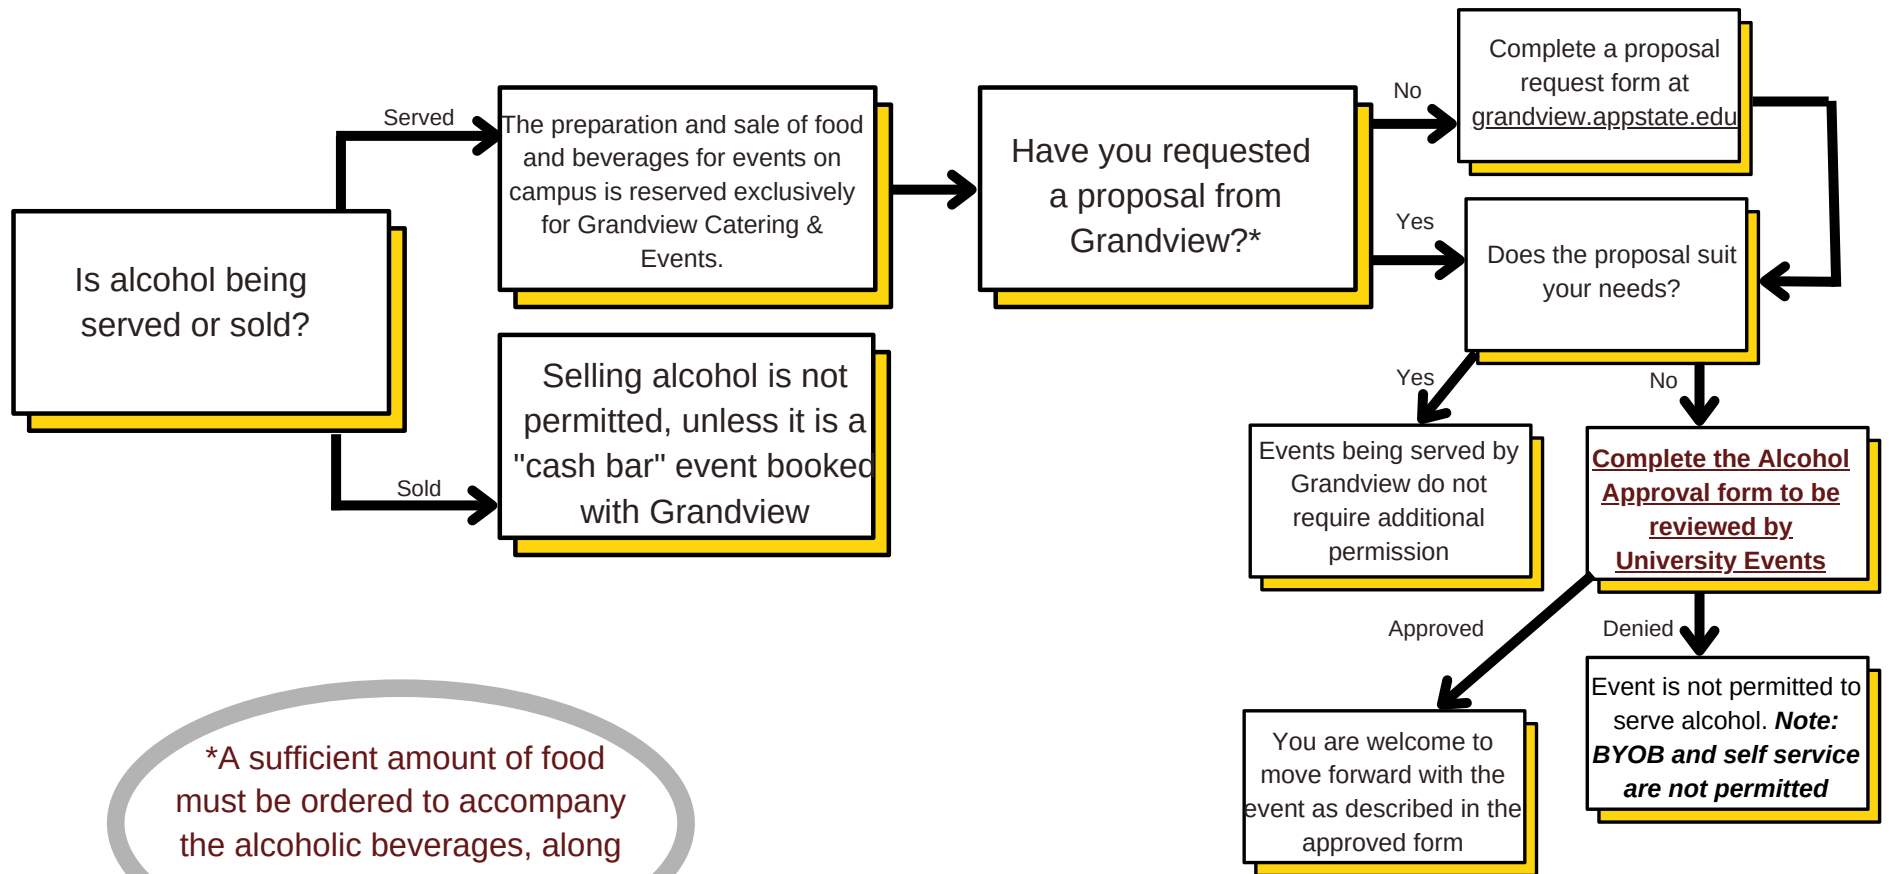 Is alcohol being
served or sold?
Served
The preparation and sale of food
and beverages for events on
campus is reserved exclusively
for Grandview Catering &
Events.
Sold
Selling alcohol is not
permitted, unless it is a
"cash bar" event booked
with Grandview
Have you requested
a proposal from
Grandview?*
No
Complete a proposal
request form at
grandview.appstate.edu
Yes
Does the proposal suit
your needs?
Yes
Events being served by
Grandview do not
require additional
permission
No
Complete the Alcohol
Approval form to be
reviewed by
University Events
Approved
You are welcome to
move forward with the
event as described in the
approved form
Denied
Event is not permitted to
serve alcohol. Note:
BYOB and self service
are not permitted
*A sufficient amount of food
must be ordered to accompany
the alcoholic beverages, along